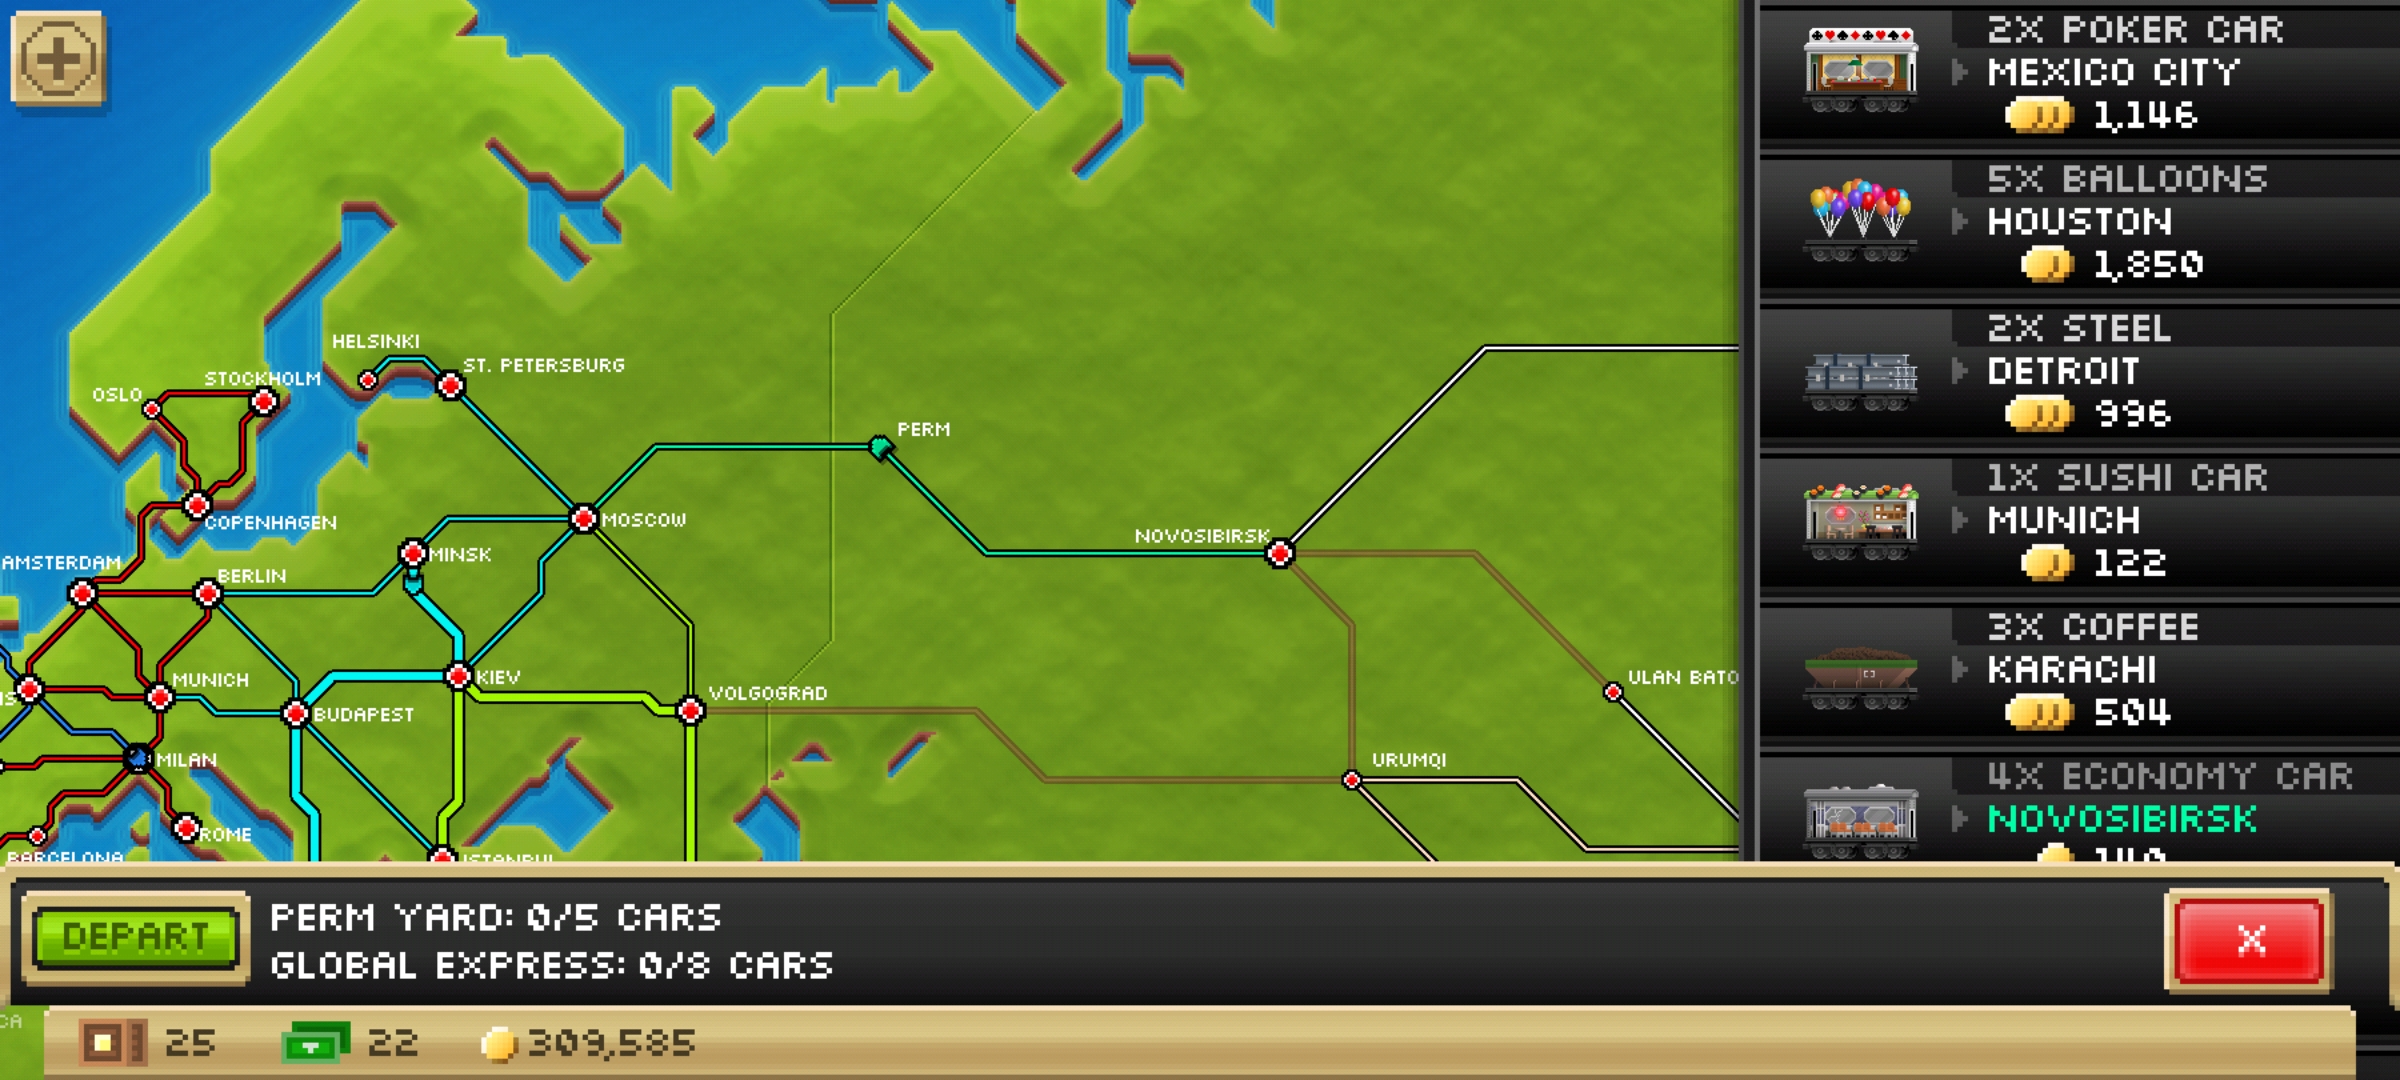 HELSINKI
ST. PETERSBURG
STOCKHOLM
OSLO
PERM
COPENHAGEN
MOSCOW
NOVOSIBIRSK
MINSK
AMSTERDAM
BERLIN
MUNICH
KIEV
ULAN BATO
VOLGOGRAD
BUDAPEST
MILAN
URUMQI
ROME
BARCELONA
ISTANBUL
2X POKER CAR
MEXICO CITY
1,146
5X BALLOONS
HOUSTON
1,850
2X STEEL
DETROIT
996
1X SUSHI CAR
MUNICH
122
3X COFFEE
KARACHI
504
4X ECONOMY CAR
NOVOSIBIRSK
140
DEPART
PERM YARD: 0/5 CARS
GLOBAL EXPRESS: 0/8 CARS
X
25
22
309,585